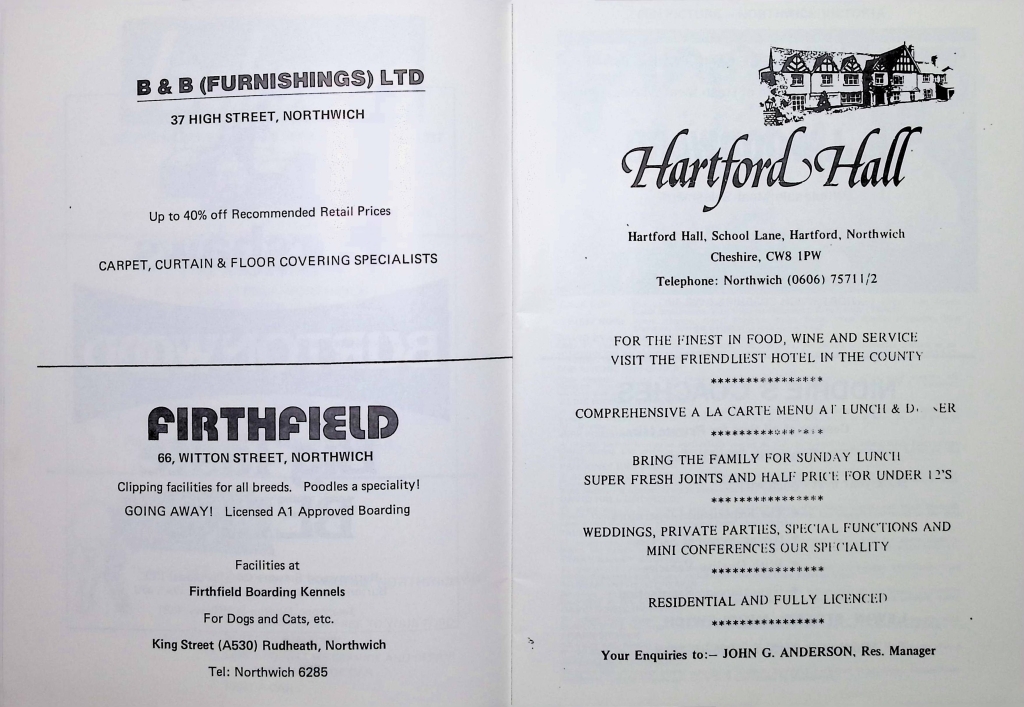 B & B (FURNISHINGS) LTD
37 HIGH STREET, NORTHWICH
Up to 40% off Recommended Retail Prices
CARPET, CURTAIN & FLOOR COVERING SPECIALISTS
FIRTHFIELD
66, WITTON STREET, NORTHWICH
Clipping facilities for all breeds. Poodles a speciality!
GOING AWAY! Licensed A1 Approved Boarding
Facilities at
Firthfield Boarding Kennels
For Dogs and Cats, etc.
King Street (A530) Rudheath, Northwich
Tel: Northwich 6285
Hartford Hall
Hartford Hall, School Lane, Hartford, Northwich
Cheshire, CW8 1PW
Telephone: Northwich (0606) 75711/2
FOR THE FINEST IN FOOD, WINE AND SERVICE
VISIT THE FRIENDLIEST HOTEL IN THE COUNTY
****************
COMPREHENSIVE A LA CARTE MENU AT LUNCH & DINNER
****************
BRING THE FAMILY FOR SUNDAY LUNCH
SUPER FRESH JOINTS AND HALF PRICE FOR UNDER 12'S
****************
WEDDINGS, PRIVATE PARTIES, SPECIAL FUNCTIONS AND
MINI CONFERENCES OUR SPECIALITY
****************
RESIDENTIAL AND FULLY LICENCED
****************
Your Enquiries to:– JOHN G. ANDERSON, Res. Manager